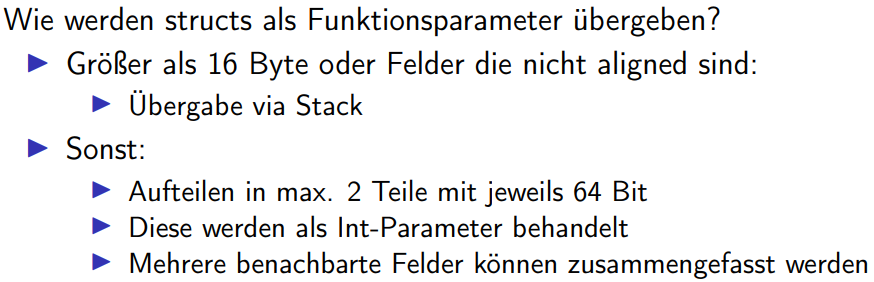 Wie werden structs als Funktionsparameter übergeben?
Größer als 16 Byte oder Felder die nicht aligned sind:
Übergabe via Stack
Sonst:
Aufteilen in max. 2 Teile mit jeweils 64 Bit
Diese werden als Int-Parameter behandelt
Mehrere benachbarte Felder können zusammengefasst werden